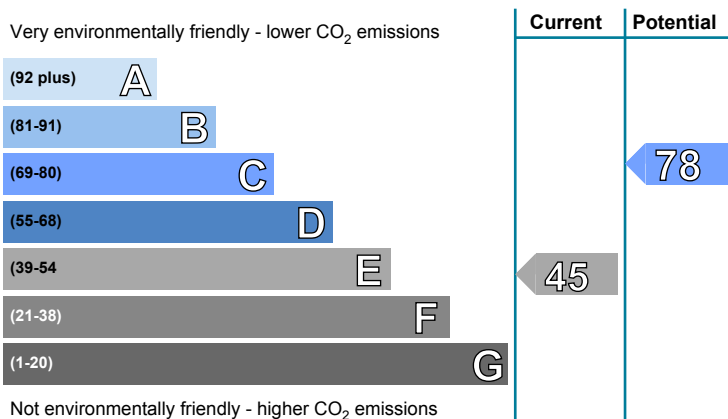 Current Potential
Very environmentally friendly - lower CO2 emissions
(92 plus) A
(81-91) B
(69-80) C
78
(55-68) D
(39-54 E
45
(21-38) F
(1-20) G
Not environmentally friendly - higher CO2 emissions